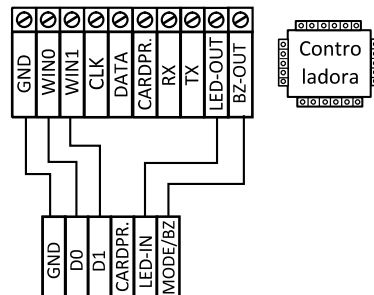 GND
WIN0
WIN1
CLK
DATA
CARDPR.
RX
TX
LED-OUT
BZ-OUT
Contro
ladora
GND
D0
D1
CARDPR.
LED-IN
MODE/BZ